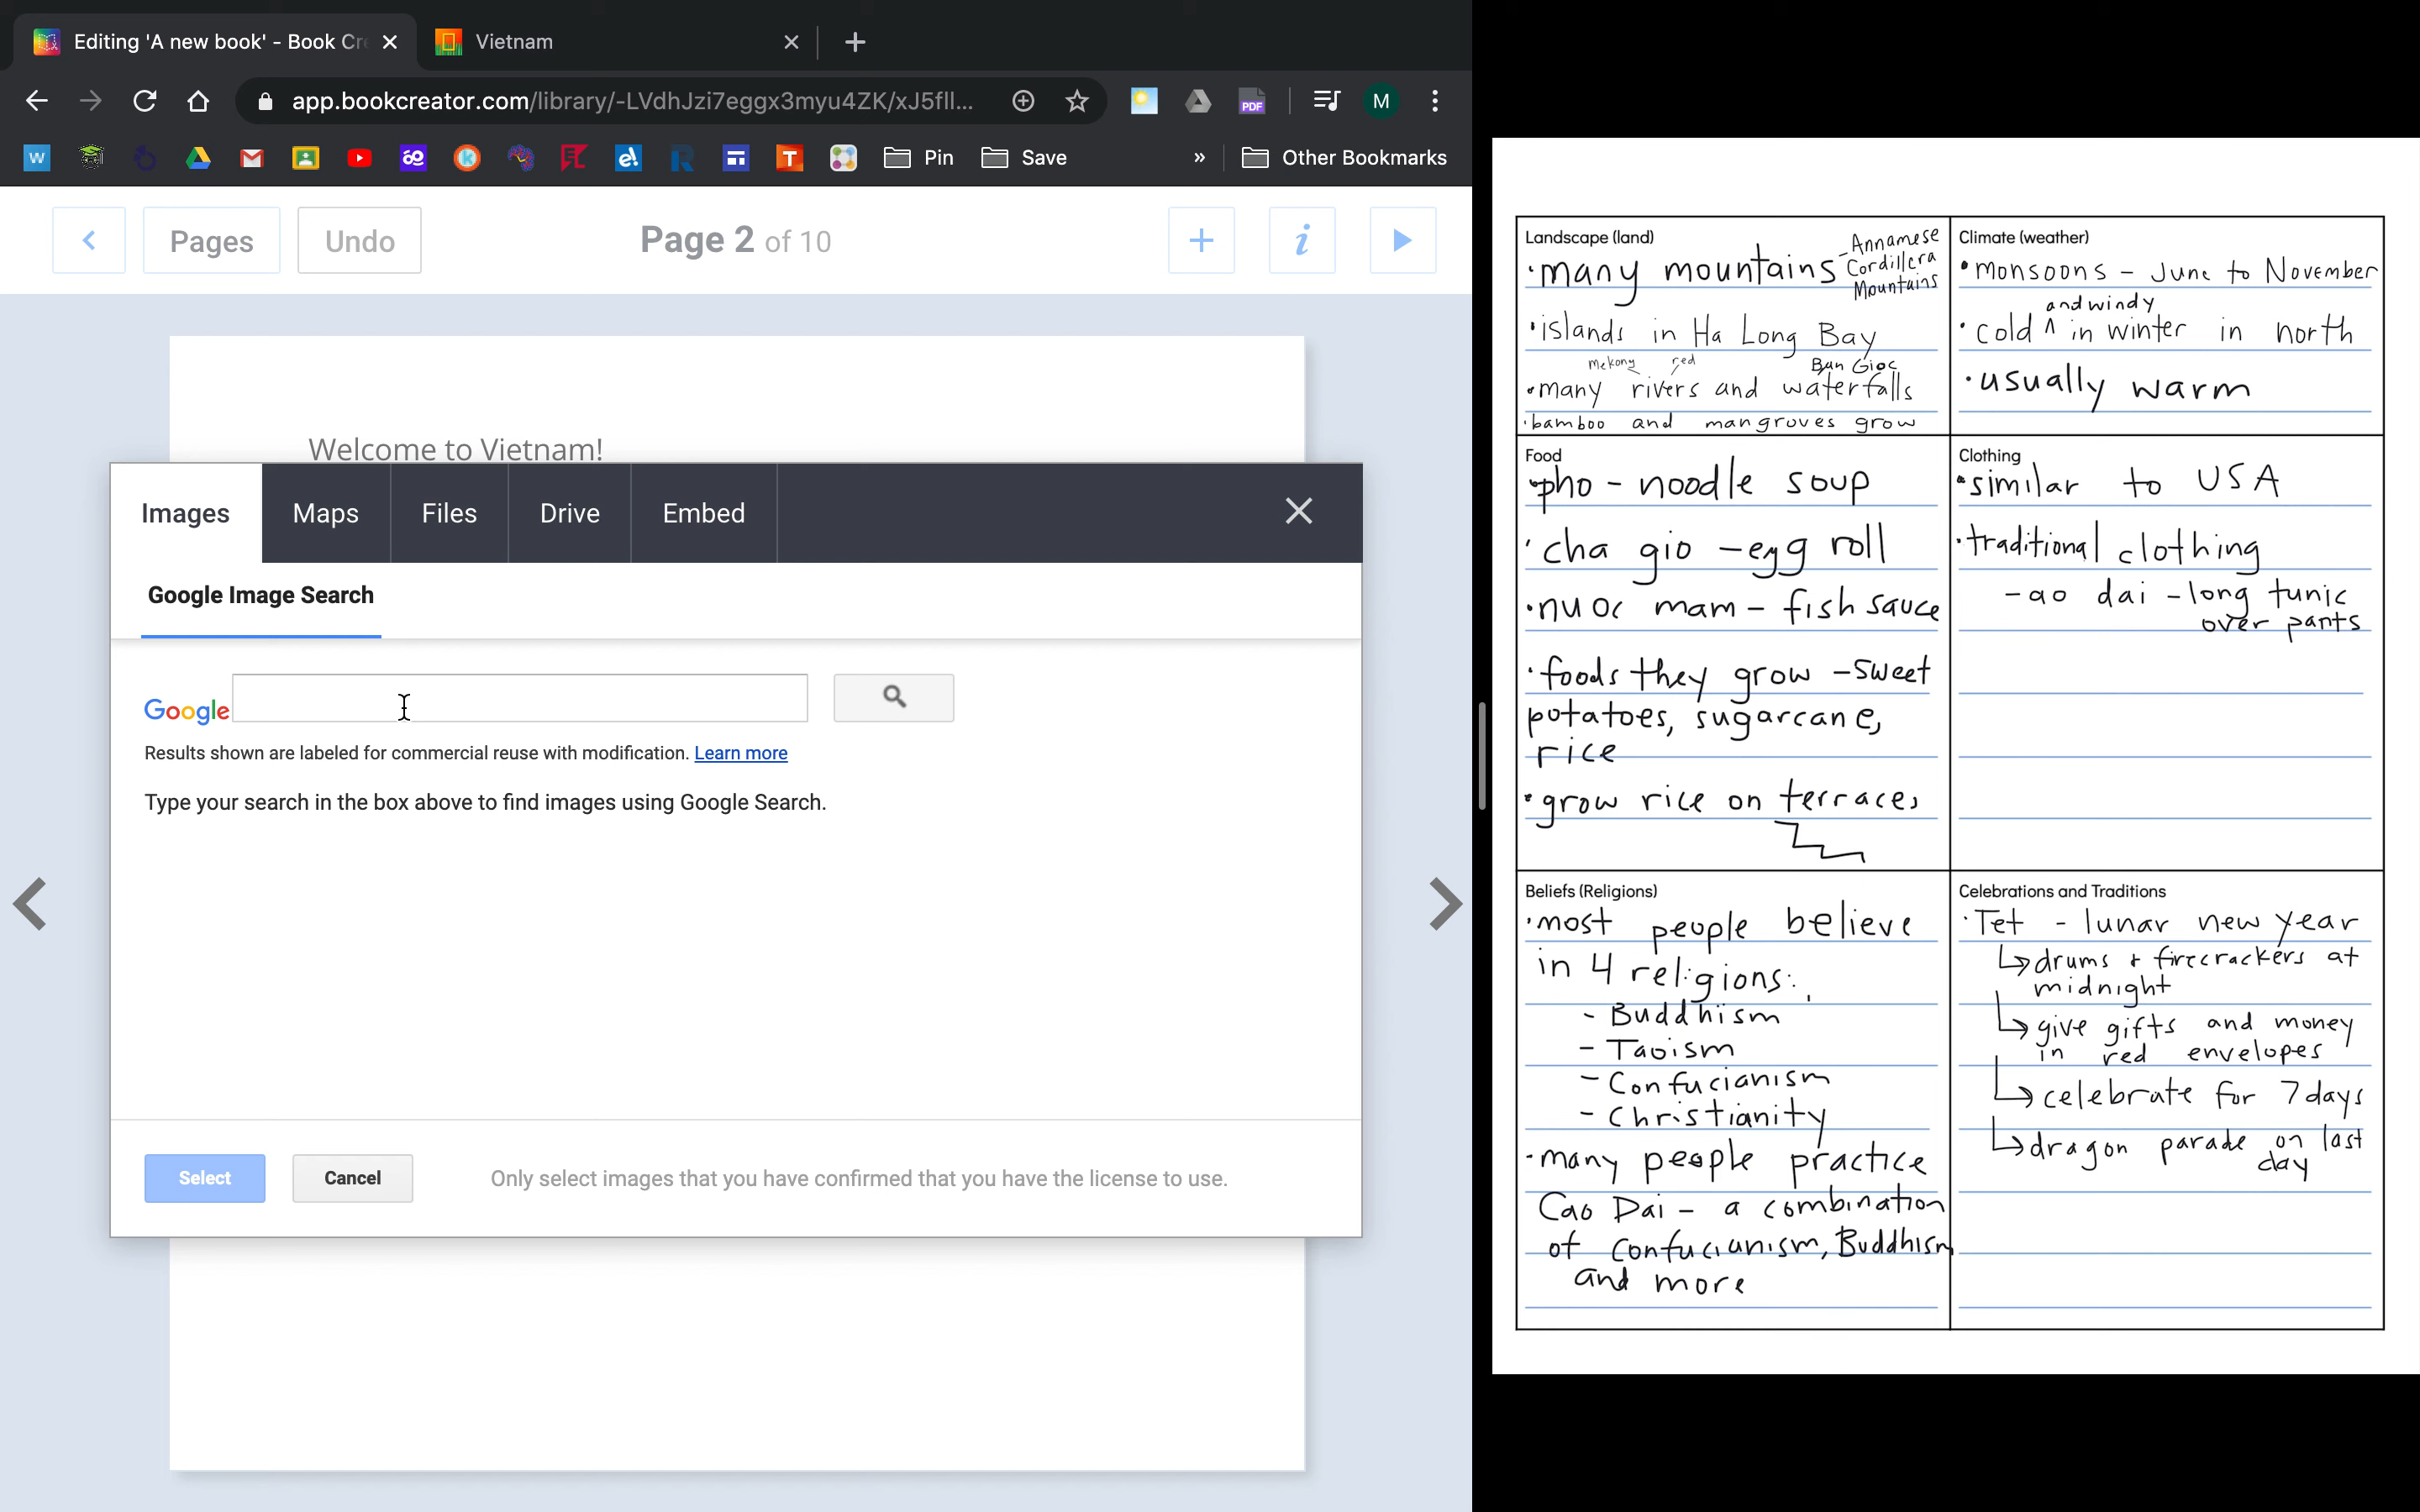 Editing 'A new book' - Book Cre
Vietnam
app.bookcreator.com/library/-LVdhJzi7eggx3myu4ZK/xJ5fll...
PDF
M
Pin
Save
»
Other Bookmarks
Pages
Undo
Page 2 of 10
Welcome to Vietnam!
Images
Maps
Files
Drive
Embed
Google Image Search
Google
Results shown are labeled for commercial reuse with modification. Learn more
Type your search in the box above to find images using Google Search.
Select
Cancel
Only select images that you have confirmed that you have the license to use.
Landscape (land)
• many mountains - Annamese
Cordillera
Mountains
• islands in Ha Long Bay
mekong red Ban Gioc
• many rivers and waterfalls
• bamboo and mangroves grow
Climate (weather)
• monsoons - June to November
and windy
• cold ^ in winter in north
• usually warm
Food
• pho - noodle soup
• cha gio - egg roll
• nuoc mam - fish sauce
• foods they grow - sweet
potatoes, sugarcane,
rice
• grow rice on terraces
Clothing
• similar to USA
• traditional clothing
- ao dai - long tunic
over pants
Beliefs (Religions)
• most people believe
in 4 religions:
- Buddhism
- Taoism
- Confucianism
- Christianity
• many people practice
Cao Dai - a combination
of Confucianism, Buddhism
and more
Celebrations and Traditions
• Tet - lunar new year
↳ drums + firecrackers at
midnight
↳ give gifts and money
in red envelopes
↳ celebrate for 7 days
↳ dragon parade on last
day